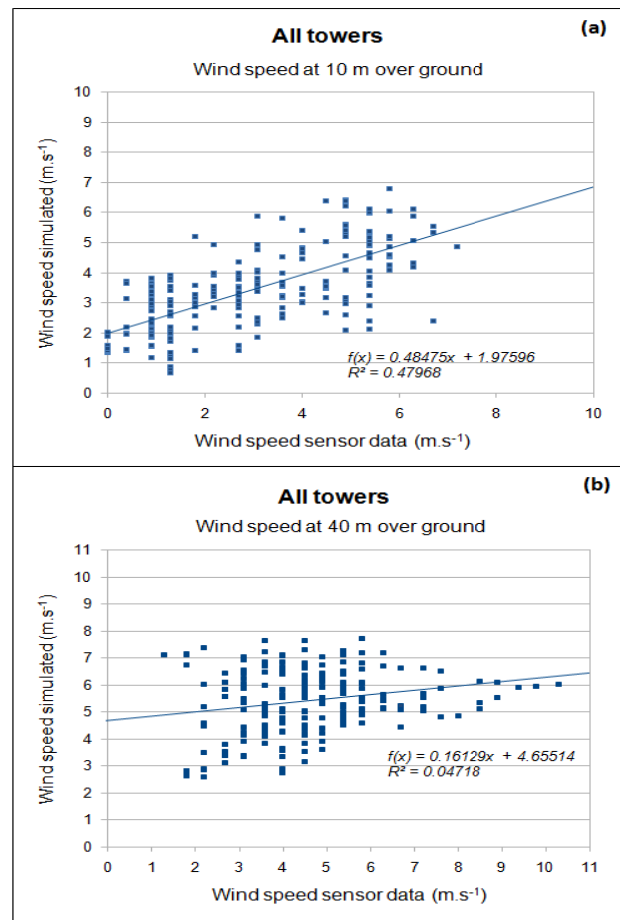 All towers
(a)
Wind speed at 10 m over ground
Wind speed simulated (m.s⁻¹)
10
9
8
7
6
5
4
3
2
1
0
f(x) = 0.48475x + 1.97596
R² = 0.47968
0 2 4 6 8 10
Wind speed sensor data (m.s⁻¹)
All towers
(b)
Wind speed at 40 m over ground
Wind speed simulated (m.s⁻¹)
11
10
9
8
7
6
5
4
3
2
1
0
f(x) = 0.16129x + 4.65514
R² = 0.04718
0 1 2 3 4 5 6 7 8 9 10 11
Wind speed sensor data (m.s⁻¹)